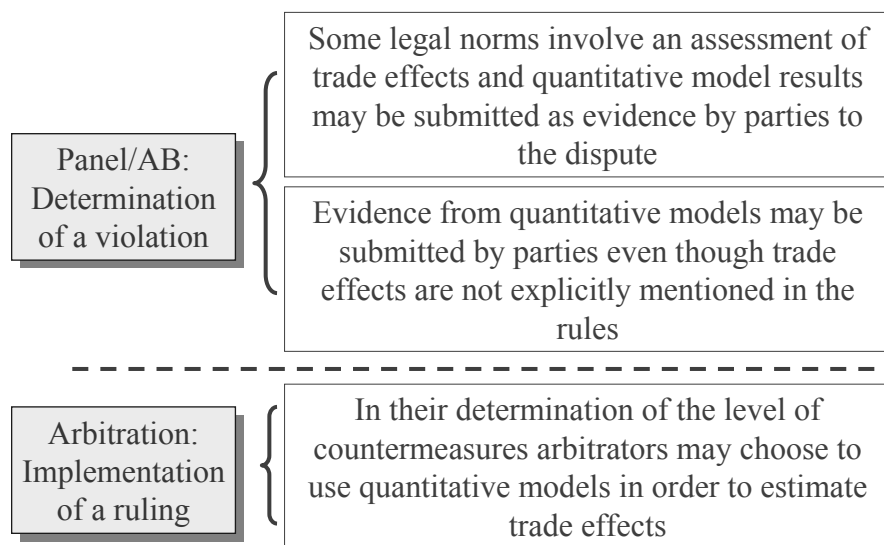 Some legal norms involve an assessment of
trade effects and quantitative model results
may be submitted as evidence by parties to
the dispute
Panel/AB:
Determination
of a violation
Evidence from quantitative models may be
submitted by parties even though trade
effects are not explicitly mentioned in the
rules
Arbitration:
Implementation
of a ruling
In their determination of the level of
countermeasures arbitrators may choose to
use quantitative models in order to estimate
trade effects